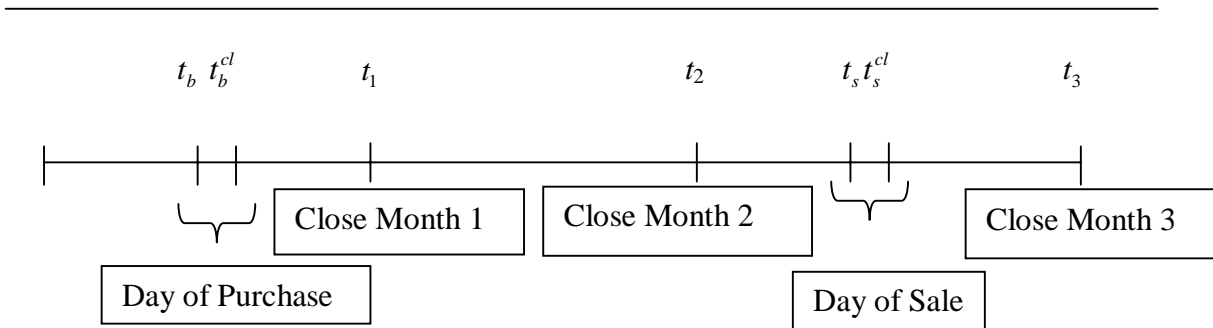 t_b t_b^{cl} t_1 t_2 t_s t_s^{cl} t_3
Close Month 1 Close Month 2 Close Month 3
Day of Purchase Day of Sale